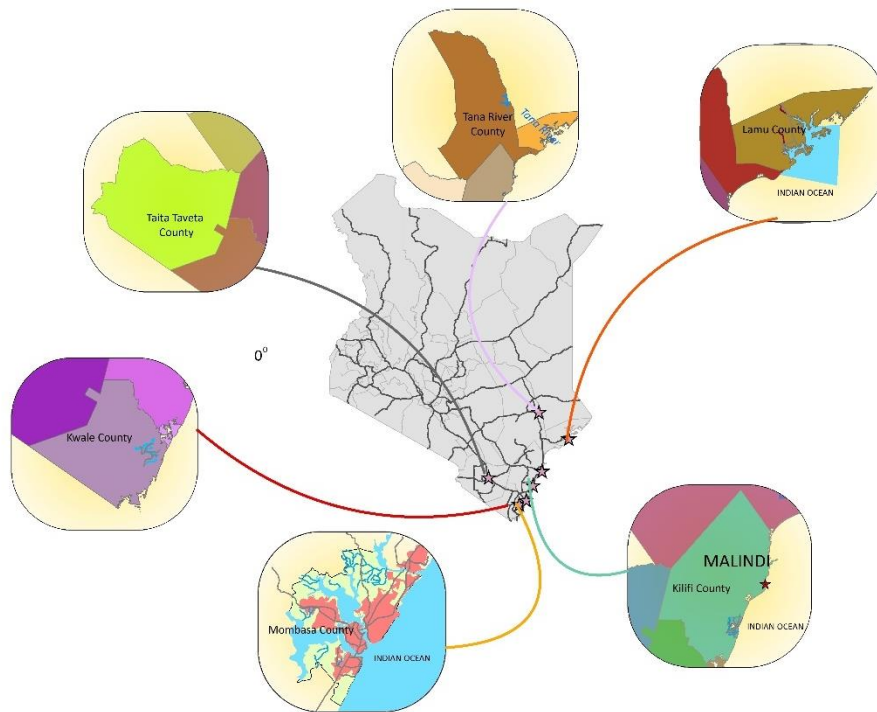 Tana River
County
Tana River
Lamu County
INDIAN OCEAN
Taita Taveta
County
0°
Kwale County
MALINDI
Kilifi County
INDIAN OCEAN
Mombasa County
INDIAN OCEAN